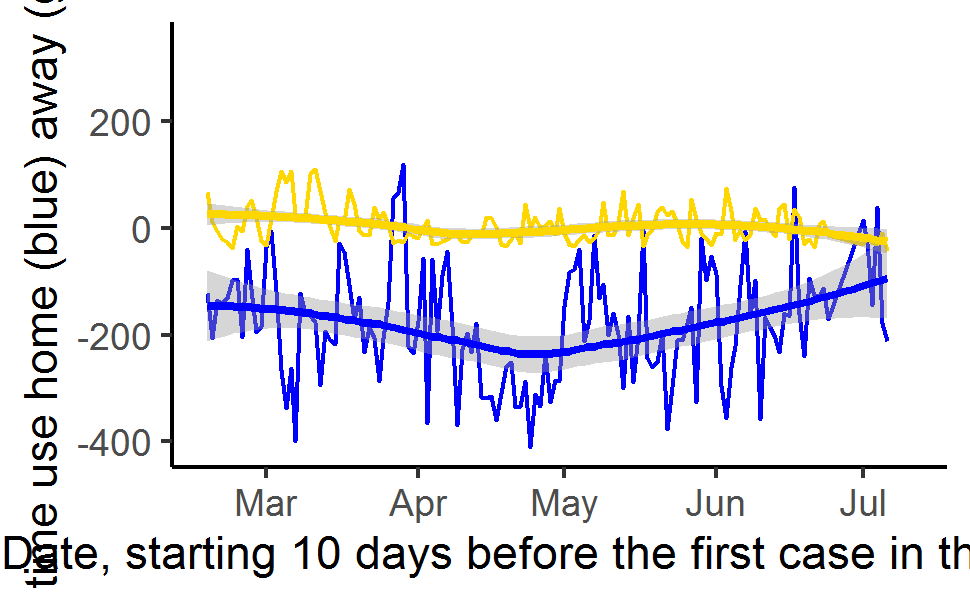 time use home (blue) away (
200
0
-200
-400
Mar Apr May Jun Jul
Date, starting 10 days before the first case in th